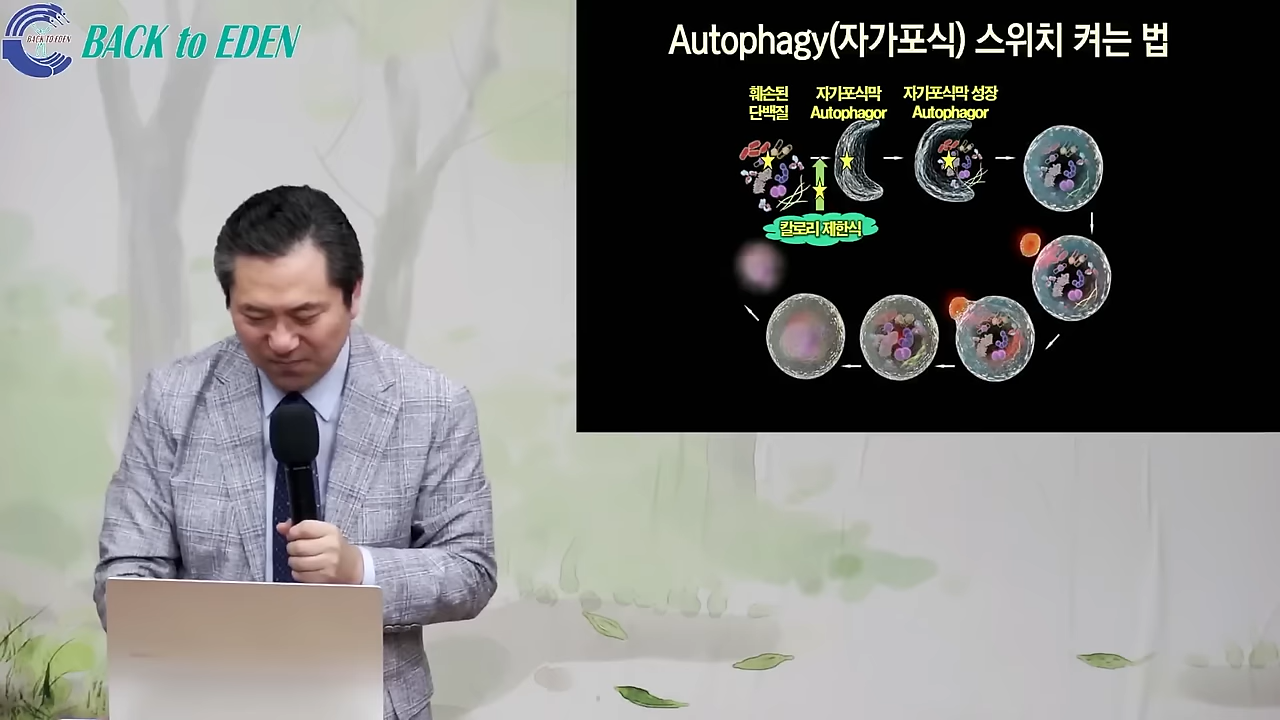 BACK TO EDEN
BACK to EDEN
Autophagy(자가포식) 스위치 켜는 법
훼손된
단백질
자가포식막
Autophagor
자가포식막 성장
Autophagor
칼로리 제한식